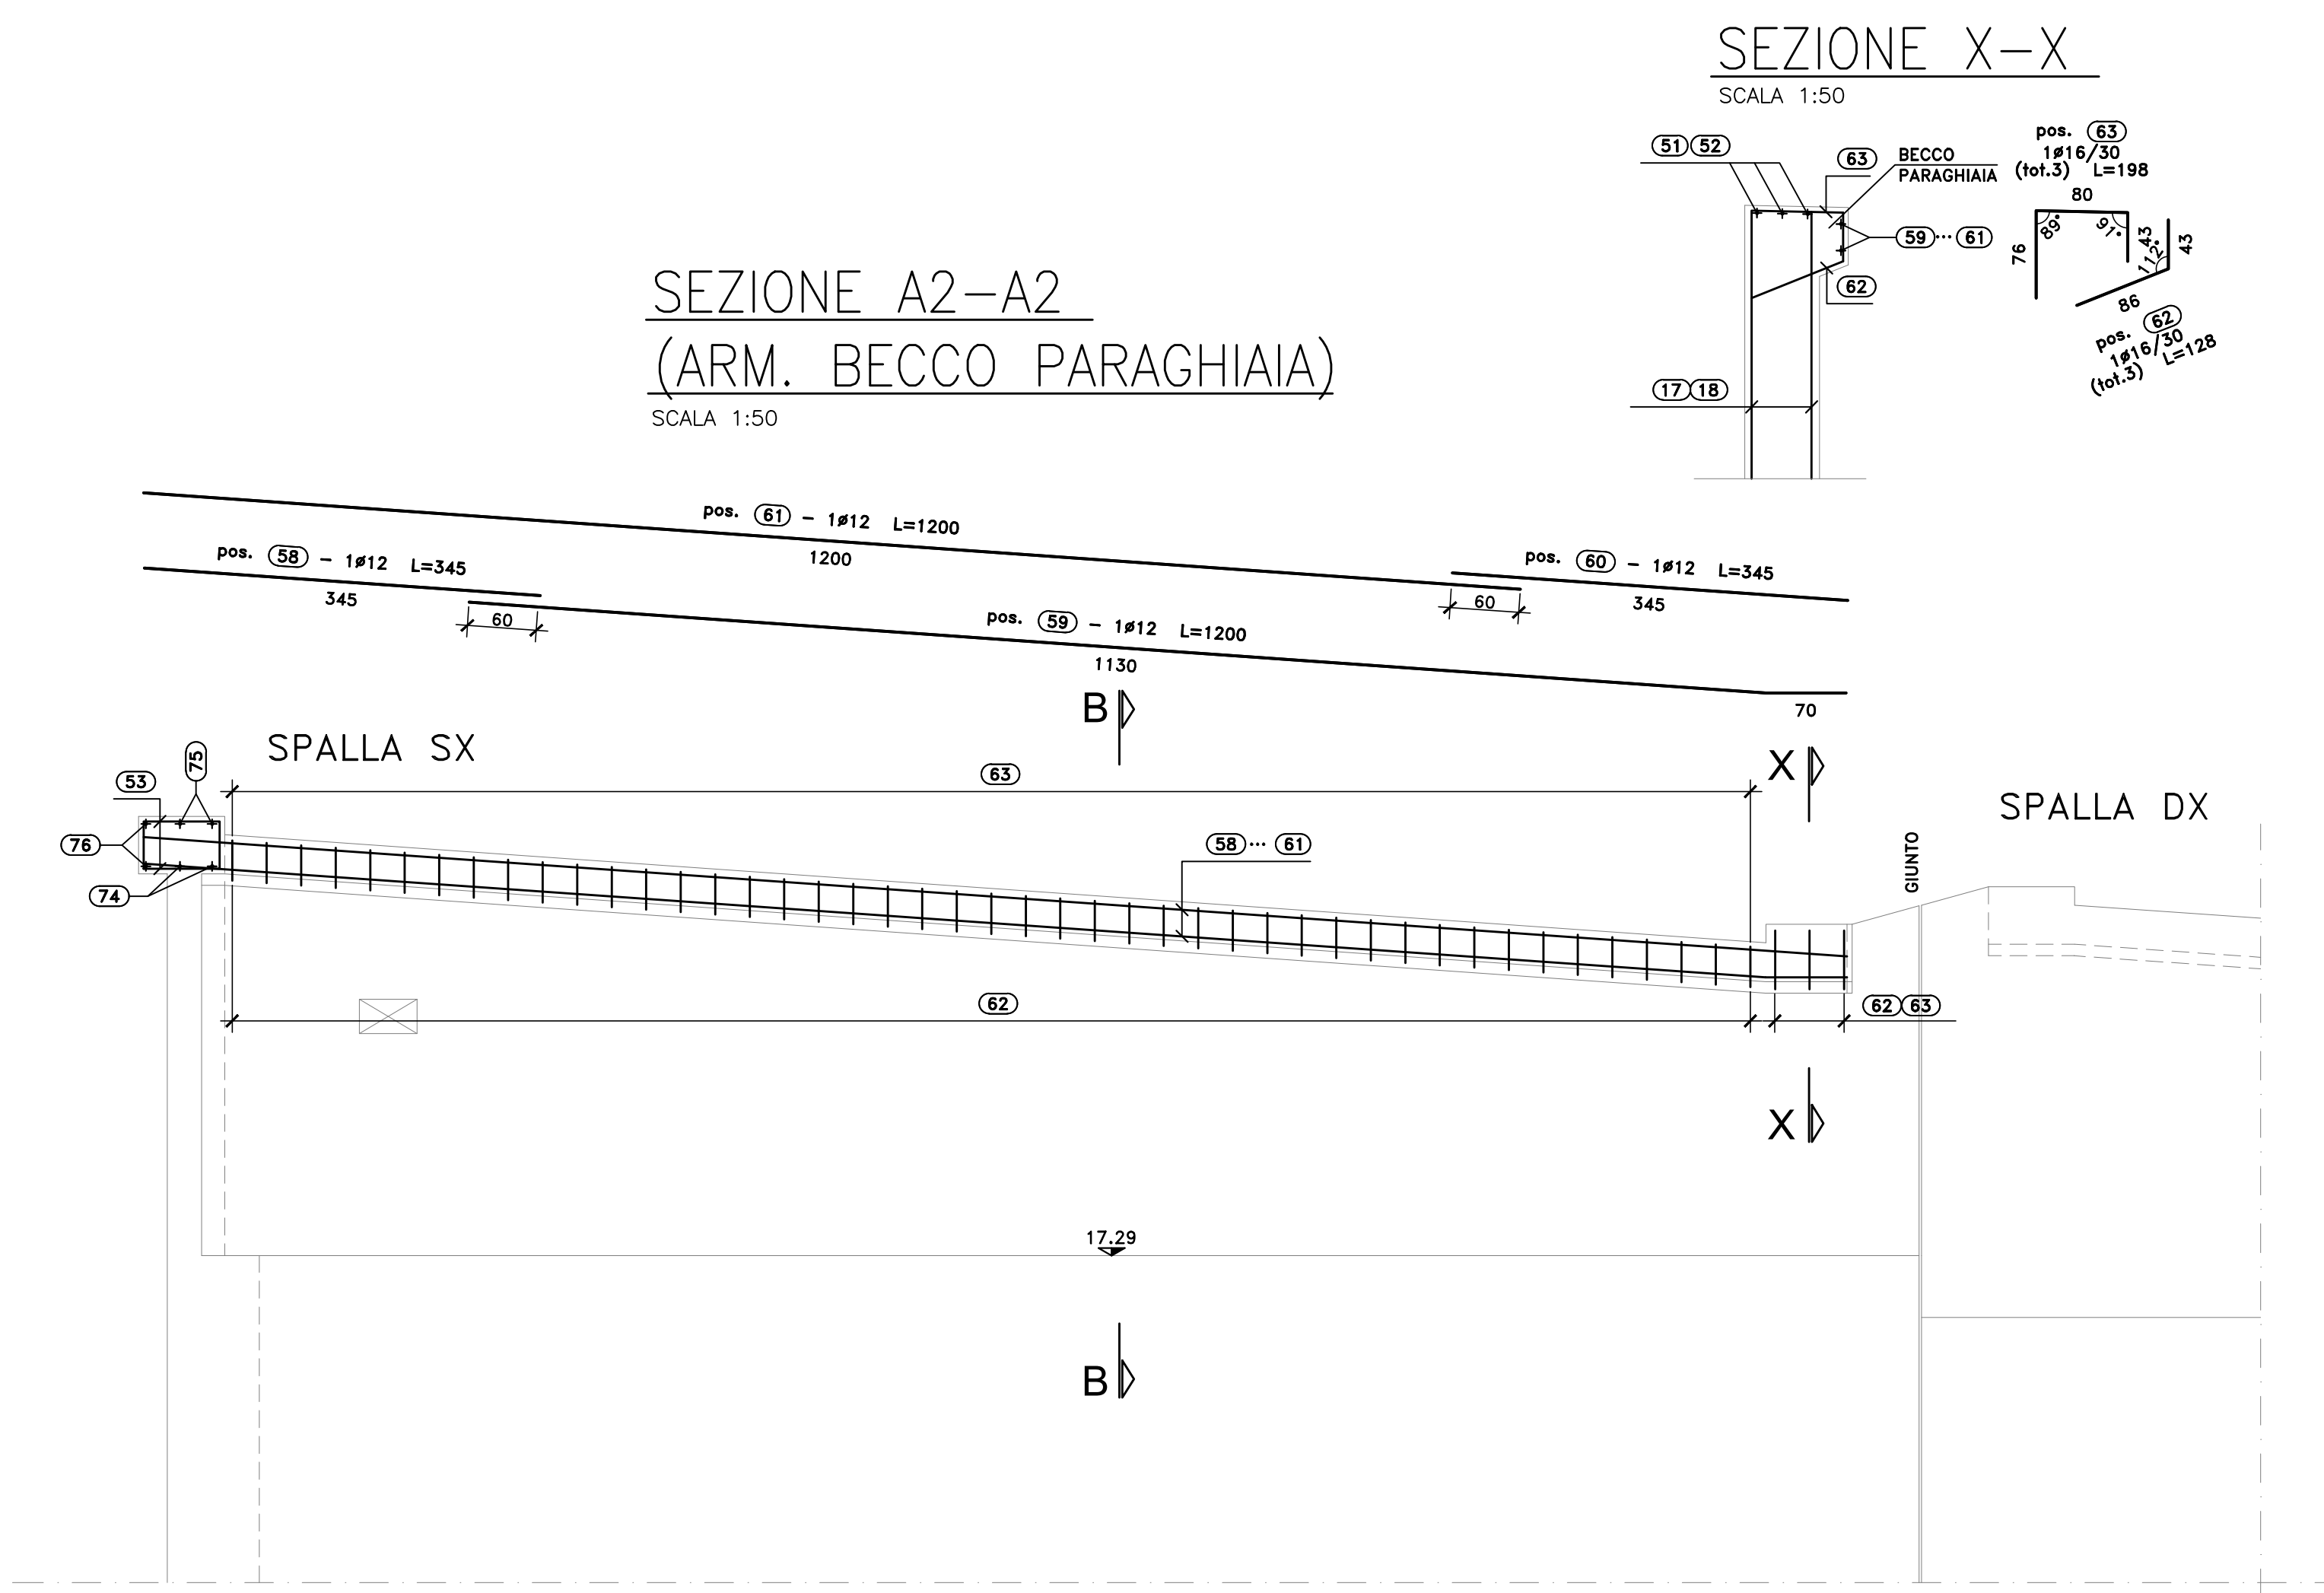 SEZIONE X-X
SCALA 1:50
51 52
63
BECCO
PARAGHIAIA
59...61
62
17 18
pos. 63
1ø16/30
(tot.3) L=198
80
89°
91°
76
43
43
112°
86
pos. 62
1ø16/30
(tot.3) L=128
SEZIONE A2-A2
(ARM. BECCO PARAGHIAIA)
SCALA 1:50
pos. 61 - 1ø12 L=1200
1200
pos. 58 - 1ø12 L=345
345
60
pos. 60 - 1ø12 L=345
345
60
pos. 59 - 1ø12 L=1200
1130
70
B
X
SPALLA SX
SPALLA DX
53
75
63
76
74
58...61
GIUNTO
62
62 63
X
17.29
B